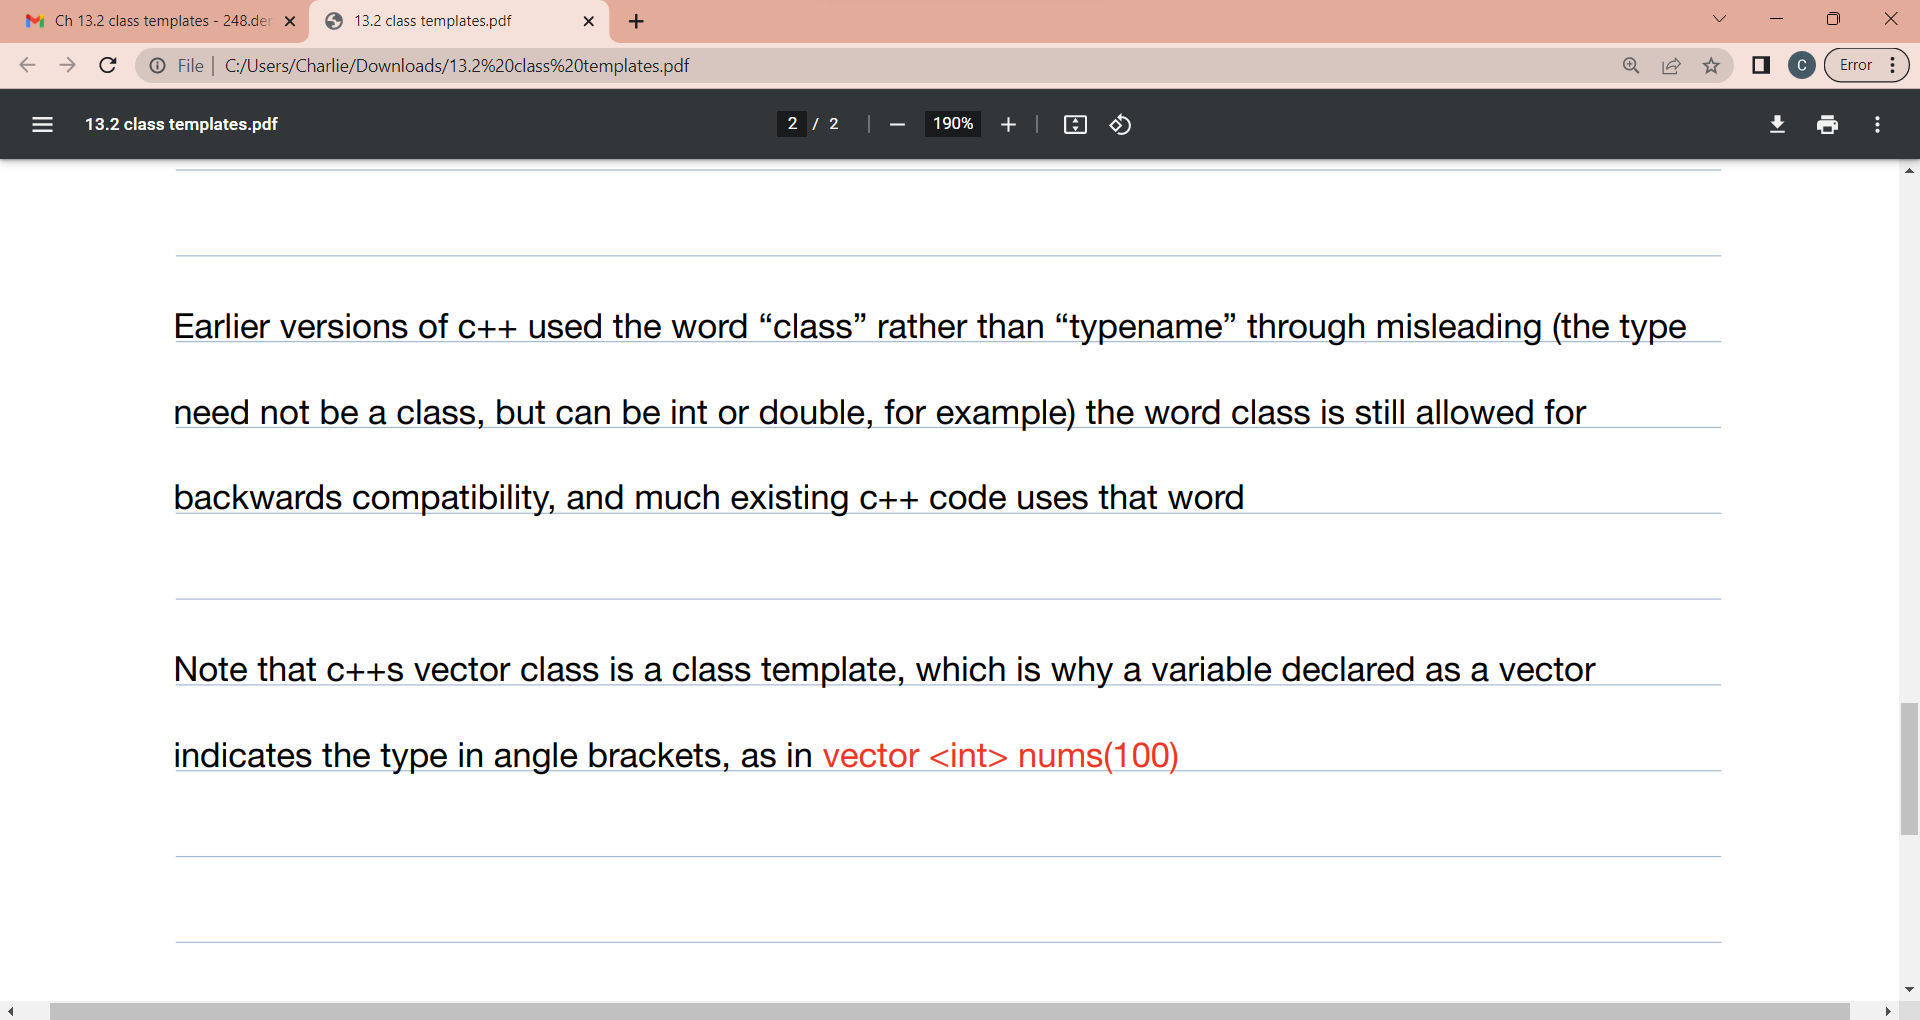 Ch 13.2 class templates - 248.der
13.2 class templates.pdf
File
C:/Users/Charlie/Downloads/13.2%20class%20templates.pdf
C
Error
13.2 class templates.pdf
2 / 2
190%
Earlier versions of c++ used the word “class” rather than “typename” through misleading (the type
need not be a class, but can be int or double, for example) the word class is still allowed for
backwards compatibility, and much existing c++ code uses that word
Note that c++s vector class is a class template, which is why a variable declared as a vector
indicates the type in angle brackets, as in vector <int> nums(100)